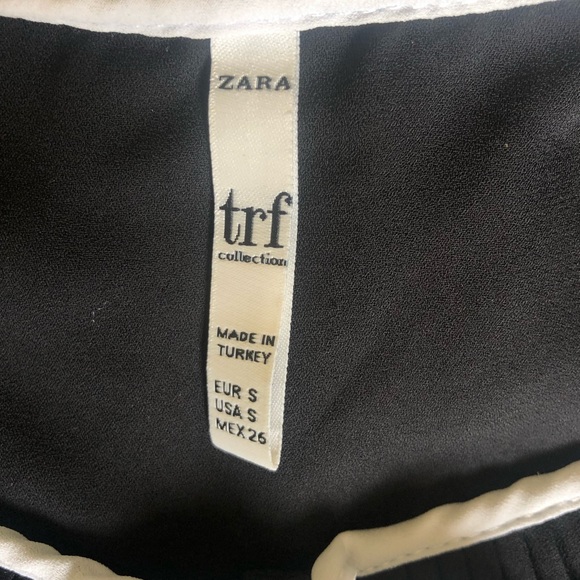 ZARA
trf
collection
MADE IN
TURKEY
EUR S
USA S
MEX 26